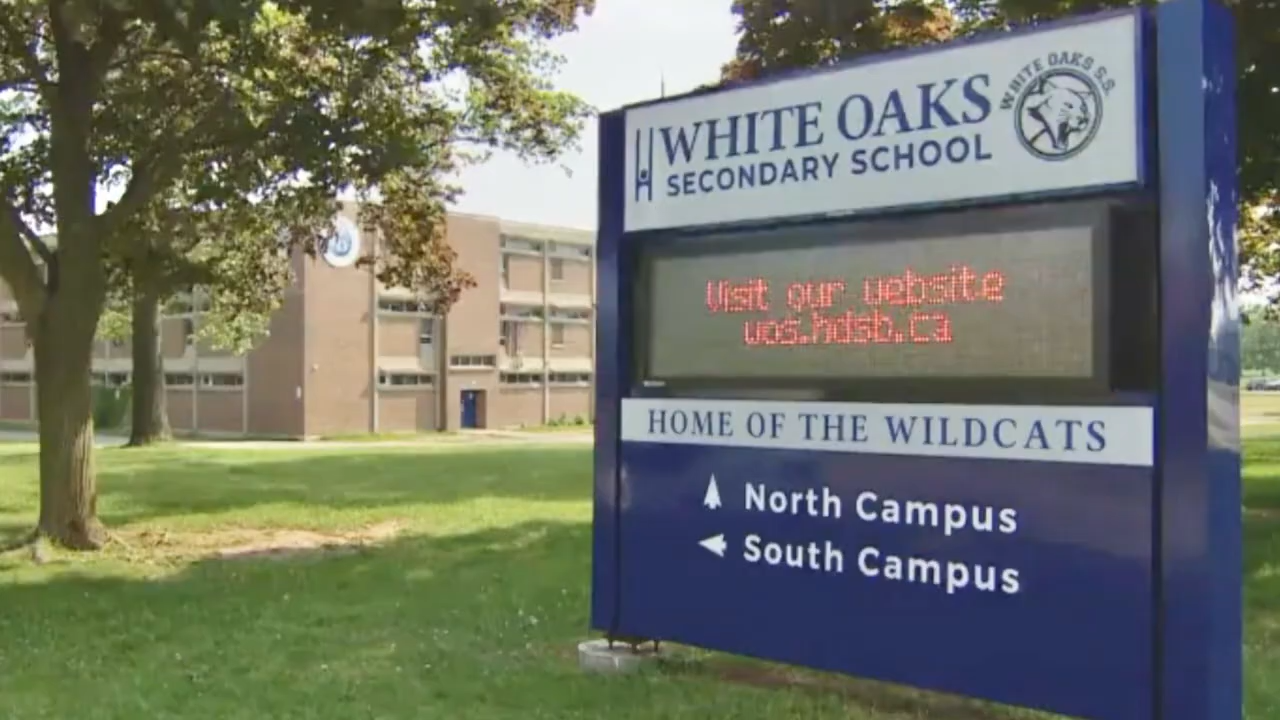 WHITE OAKS
SECONDARY SCHOOL
WHITE OAKS S.S.
Visit our website
wos.hdsb.ca
HOME OF THE WILDCATS
North Campus
South Campus